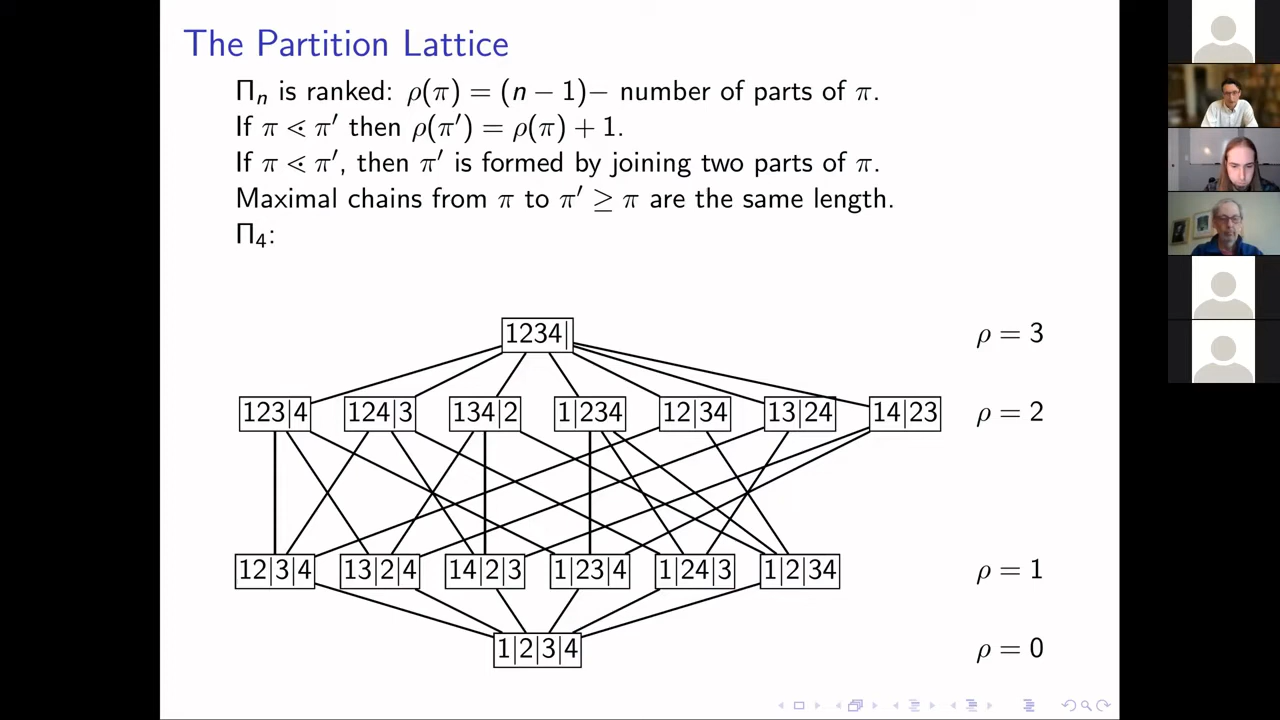 The Partition Lattice
Πₙ is ranked: ρ(π) = (n − 1)− number of parts of π.
If π ⋖ π′ then ρ(π′) = ρ(π) + 1.
If π ⋖ π′, then π′ is formed by joining two parts of π.
Maximal chains from π to π′ ≥ π are the same length.
Π₄:
1234| ρ = 3
123|4 124|3 134|2 1|234 12|34 13|24 14|23 ρ = 2
12|3|4 13|2|4 14|2|3 1|23|4 1|24|3 1|2|34 ρ = 1
1|2|3|4 ρ = 0